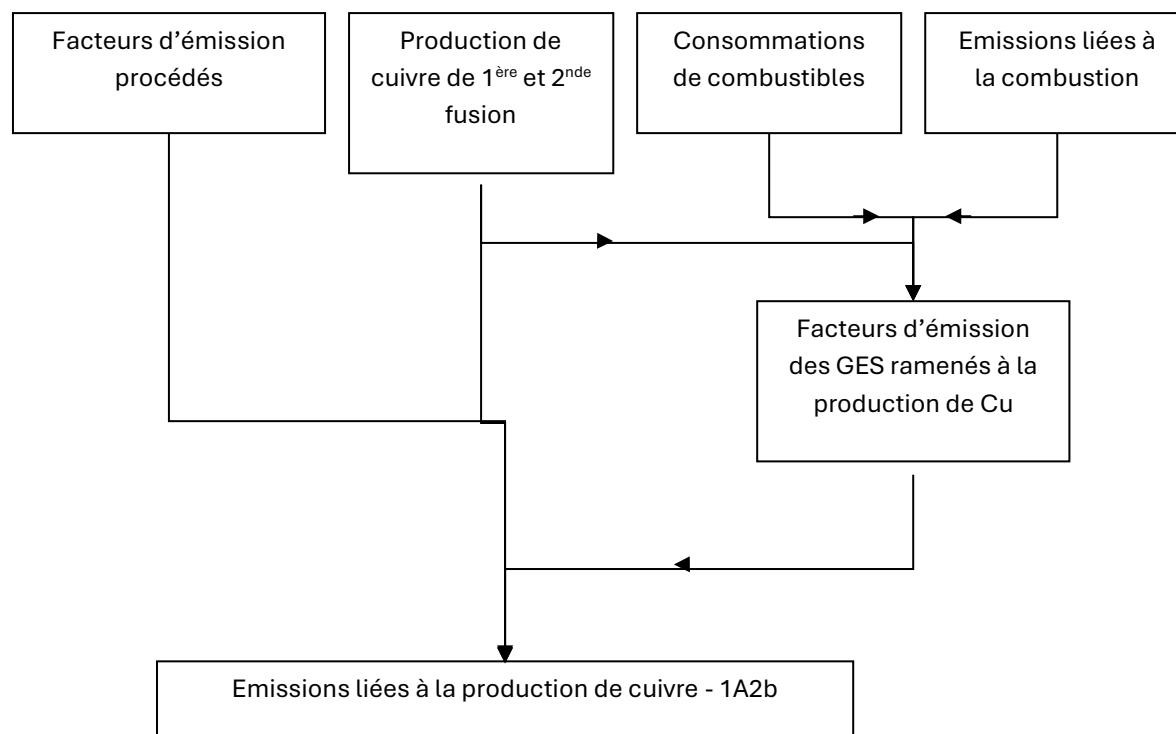 Facteurs d’émission
procédés
Production de
cuivre de 1ère et 2nde
fusion
Consommations
de combustibles
Emissions liées à
la combustion
Facteurs d’émission
des GES ramenés à la
production de Cu
Emissions liées à la production de cuivre - 1A2b